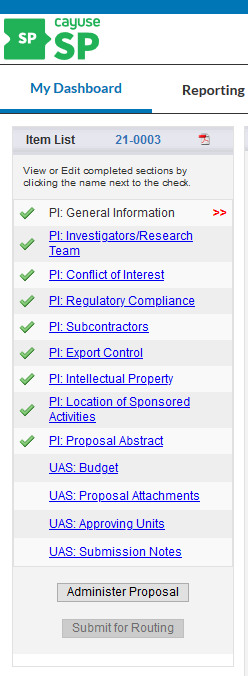 cayuse
SP SP
My Dashboard Reporting
Item List 21-0003
View or Edit completed sections by
clicking the name next to the check.
PI: General Information >>
PI: Investigators/Research
Team
PI: Conflict of Interest
PI: Regulatory Compliance
PI: Subcontractors
PI: Export Control
PI: Intellectual Property
PI: Location of Sponsored
Activities
PI: Proposal Abstract
UAS: Budget
UAS: Proposal Attachments
UAS: Approving Units
UAS: Submission Notes
Administer Proposal
Submit for Routing